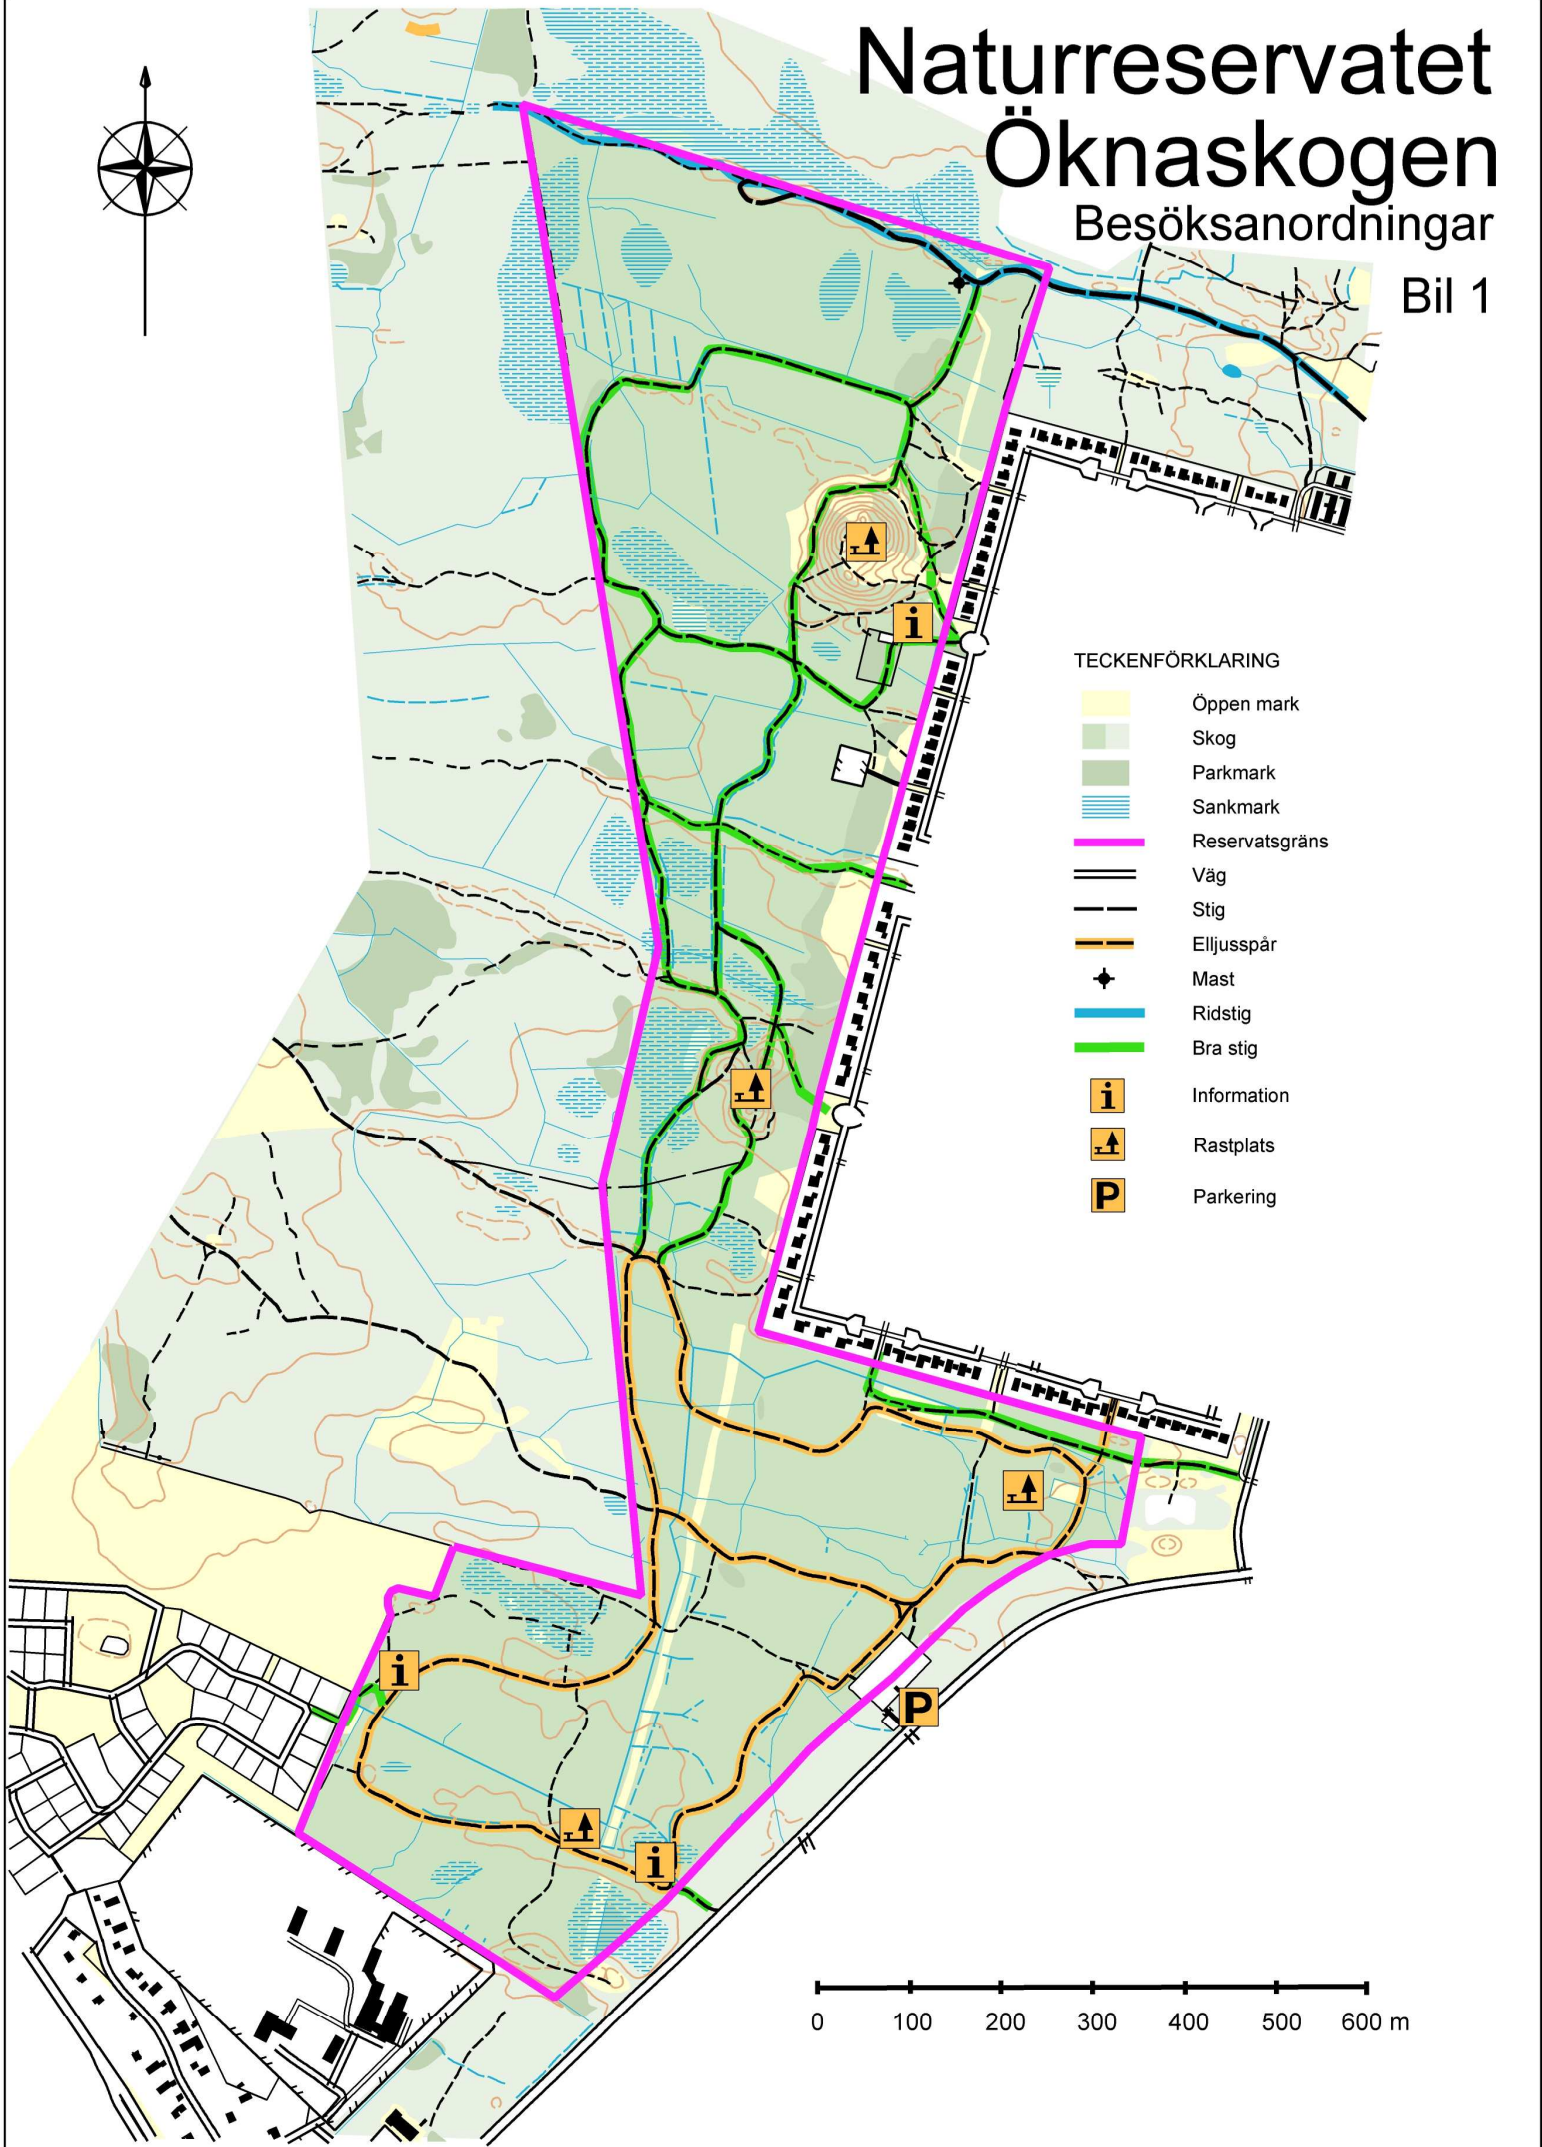 Naturreservatet
Öknaskogen
Besöksanordningar
Bil 1
TECKENFÖRKLARING
Öppen mark
Skog
Parkmark
Sankmark
Reservatsgräns
Väg
Stig
Elljusspår
Mast
Ridstig
Bra stig
i Information
Rastplats
P Parkering
i
i
P
i
0 100 200 300 400 500 600 m